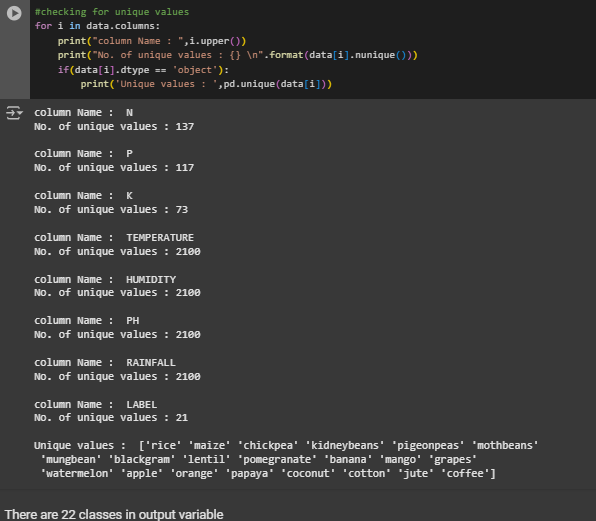 #checking for unique values
for i in data.columns:
    print("column Name : ",i.upper())
    print("No. of unique values : {} \n".format(data[i].nunique()))
    if(data[i].dtype == 'object'):
        print('Unique values : ',pd.unique(data[i]))
column Name :  N
No. of unique values : 137
column Name :  P
No. of unique values : 117
column Name :  K
No. of unique values : 73
column Name :  TEMPERATURE
No. of unique values : 2100
column Name :  HUMIDITY
No. of unique values : 2100
column Name :  PH
No. of unique values : 2100
column Name :  RAINFALL
No. of unique values : 2100
column Name :  LABEL
No. of unique values : 21
Unique values :  ['rice' 'maize' 'chickpea' 'kidneybeans' 'pigeonpeas' 'mothbeans'
 'mungbean' 'blackgram' 'lentil' 'pomegranate' 'banana' 'mango' 'grapes'
 'watermelon' 'apple' 'orange' 'papaya' 'coconut' 'cotton' 'jute' 'coffee']
There are 22 classes in output variable